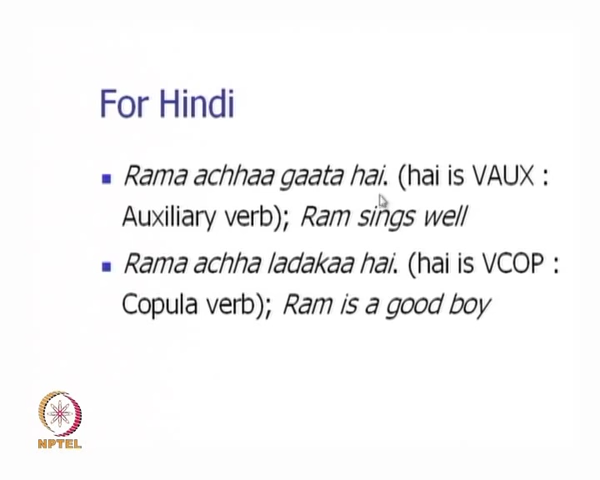 For Hindi
Rama achhaa gaata hai. (hai is VAUX :
Auxiliary verb); Ram sings well
Rama achha ladakaa hai. (hai is VCOP :
Copula verb); Ram is a good boy
NPTEL